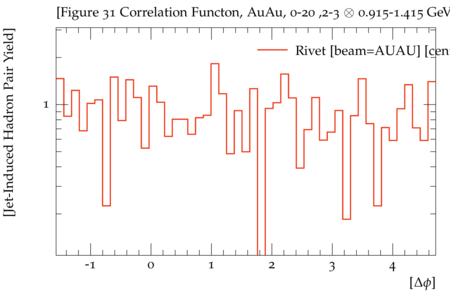 [Figure 31 Correlation Functon, AuAu, 0-20 ,2-3 ⊗ 0.915-1.415 GeV
Rivet [beam=AUAU] [cen
[Jet-Induced Hadron Pair Yield]
1
-1 0 1 2 3 4
[Δϕ]